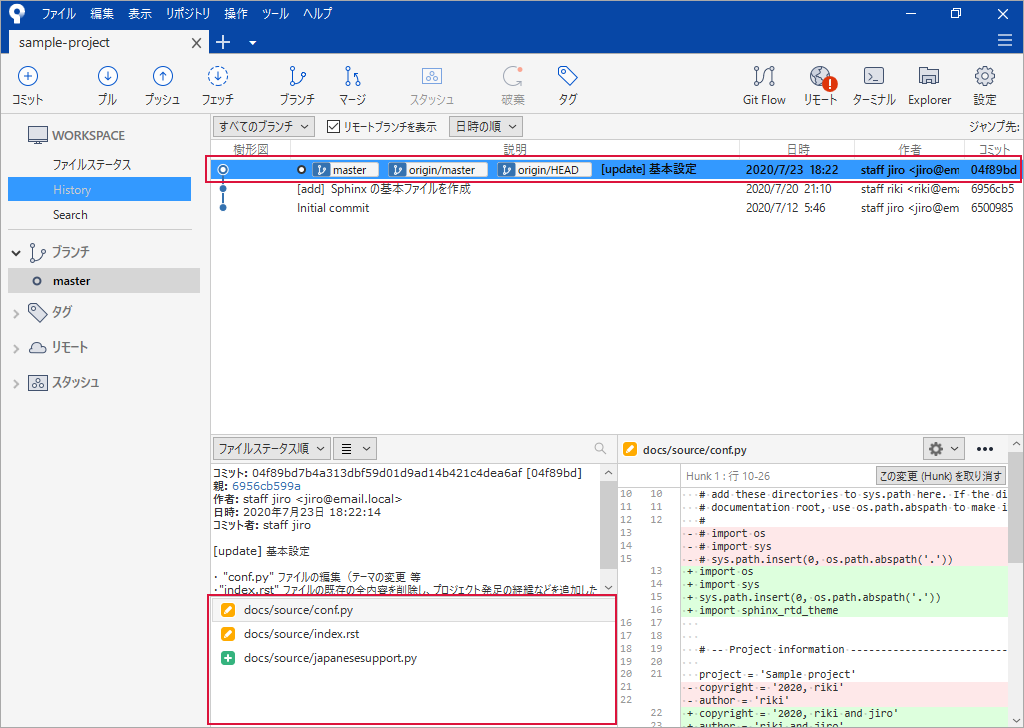 ファイル 編集 表示 リポジトリ 操作 ツール ヘルプ
sample-project
コミット プル プッシュ フェッチ ブランチ マージ スタッシュ 破棄 タグ Git Flow リモート ターミナル Explorer 設定
WORKSPACE
ファイルステータス
History
Search
ブランチ
master
タグ
リモート
スタッシュ
すべてのブランチ リモートブランチを表示 日時の順 ジャンプ先:
樹形図 説明 日時 作者 コミット
master origin/master origin/HEAD [update] 基本設定 2020/7/23 18:22 staff jiro <jiro@em 04f89bd
[add] Sphinx の基本ファイルを作成 2020/7/20 21:10 staff riki <riki@ema 6956cb5
Initial commit 2020/7/12 5:46 staff jiro <jiro@em 6500985
ファイルステータス順
コミット: 04f89bd7b4a313dbf59d01d9ad14b421c4dea6af [04f89bd]
親: 6956cb599a
作者: staff jiro <jiro@email.local>
日時: 2020年7月23日 18:22:14
コミット者: staff jiro
[update] 基本設定
・"conf.py" ファイルの編集（テーマの変更 等
・"index.rst" ファイルの既存の全内容を削除し、プロジェクト発足の経緯などを追加した
docs/source/conf.py
docs/source/index.rst
docs/source/japanesesupport.py
docs/source/conf.py
Hunk 1 : 行 10-26 この変更 (Hunk) を取り消す
10 10 # add these directories to sys.path here. If the di
11 11 # documentation root, use os.path.abspath to make i
12 12 #
13 - # import os
14 - # import sys
15 - # sys.path.insert(0, os.path.abspath('.'))
13 + import os
14 + import sys
15 + sys.path.insert(0, os.path.abspath('.'))
16 + import sphinx_rtd_theme
16 17
17 18
18 19 # -- Project information -------------------------
19 20
20 21 project = 'Sample project'
21 - copyright = '2020, riki'
22 - author = 'riki'
22 + copyright = '2020, riki and jiro'
23 + author = 'riki and jiro'